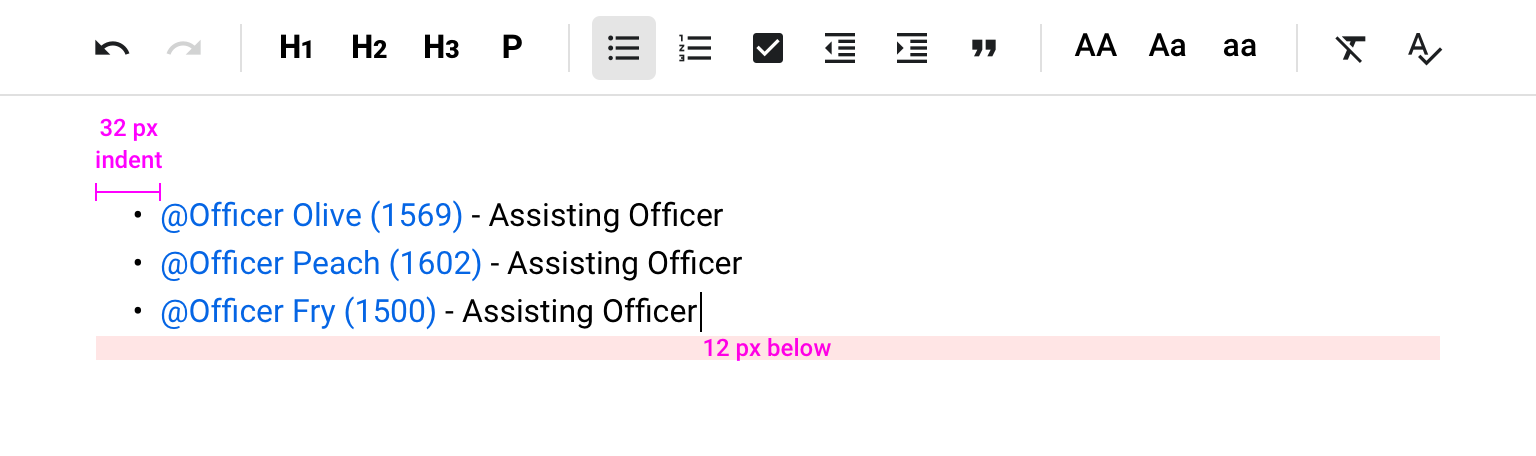 H1 H2 H3 P AA Aa aa
32 px
indent
• @Officer Olive (1569) - Assisting Officer
• @Officer Peach (1602) - Assisting Officer
• @Officer Fry (1500) - Assisting Officer
12 px below